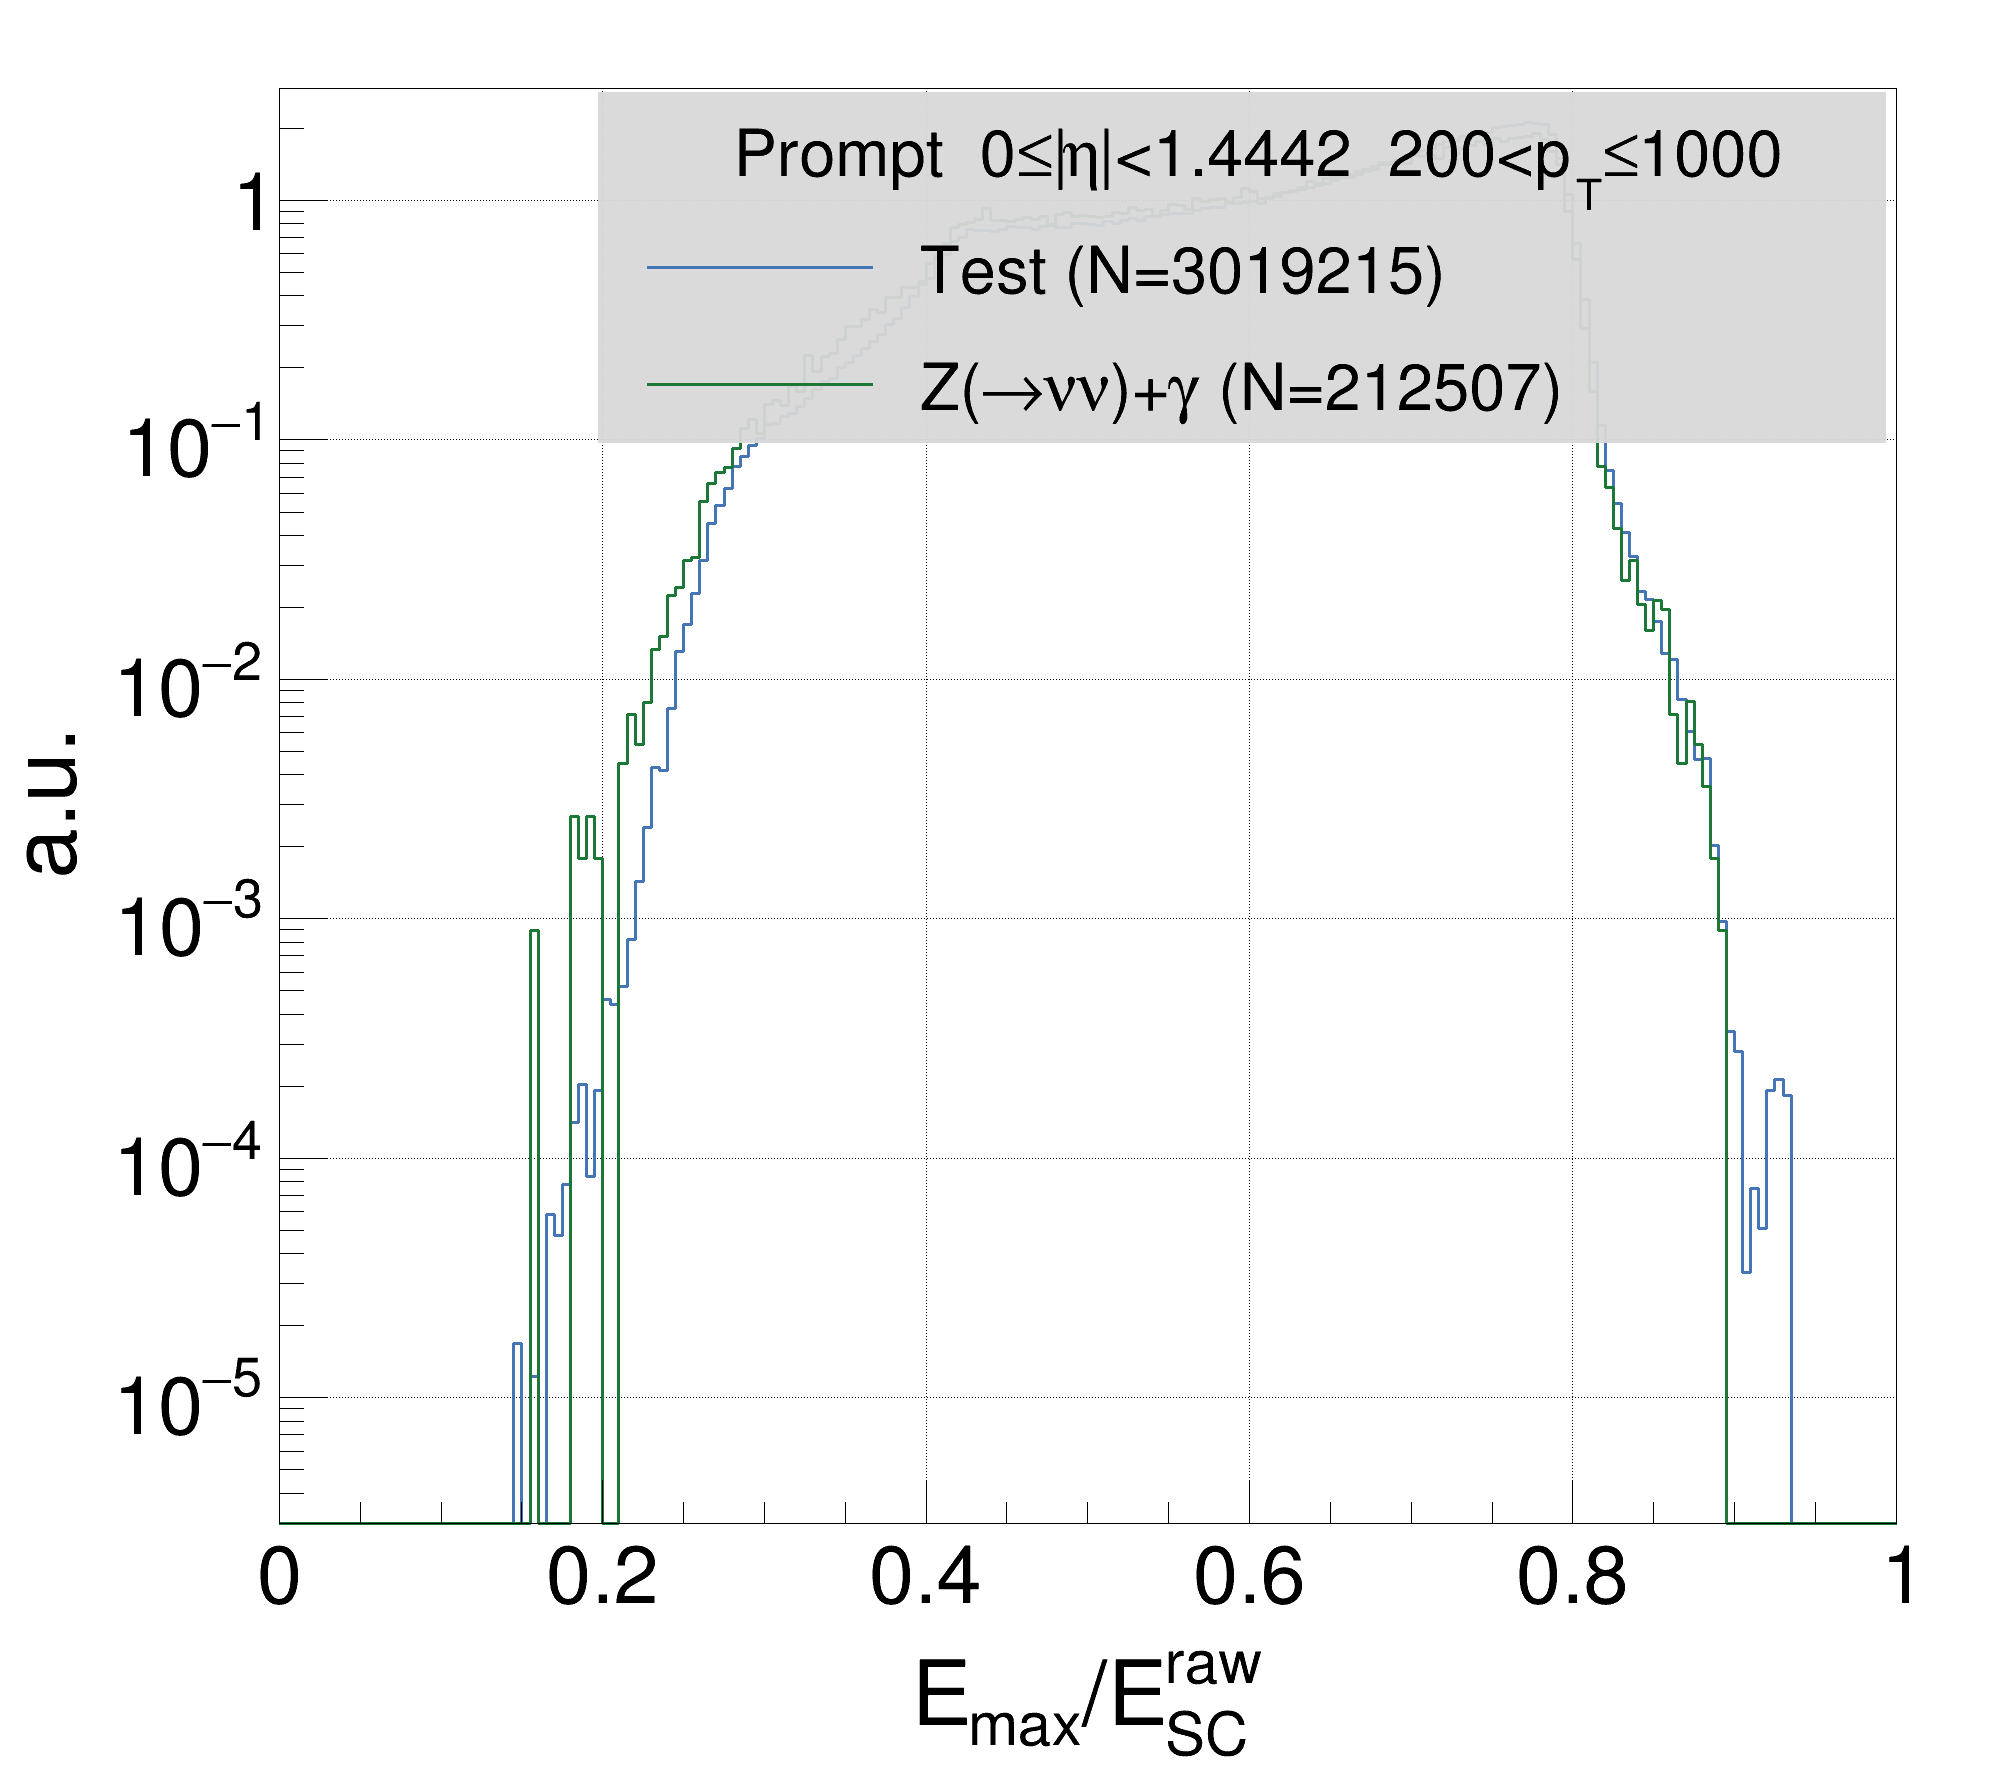 Prompt 0≤|η|<1.4442 200<p_T≤1000
Test (N=3019215)
Z(→νν)+γ (N=212507)
1
10^−1
10^−2
10^−3
10^−4
10^−5
a.u.
0 0.2 0.4 0.6 0.8 1
E_max/E_SC^raw